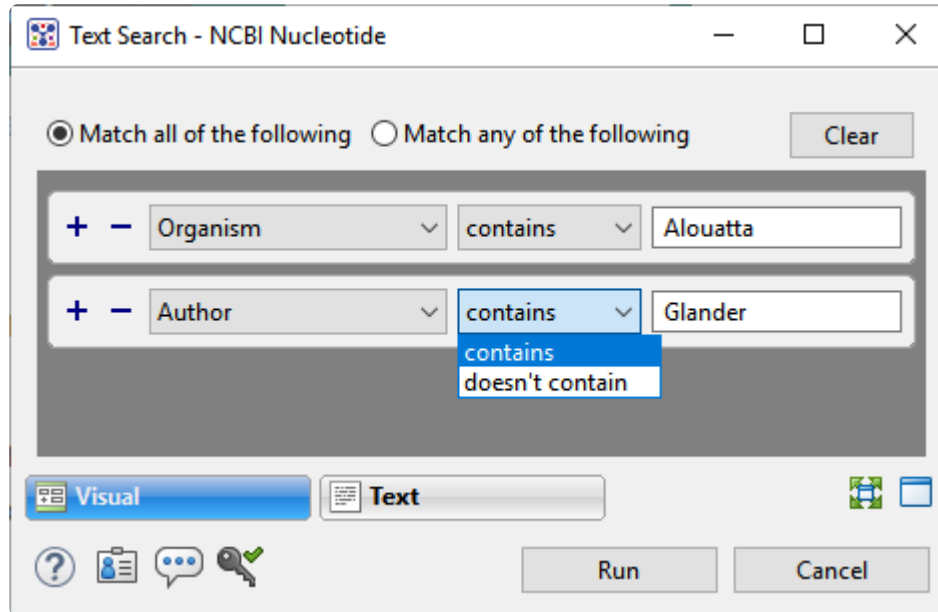 Text Search - NCBI Nucleotide
Match all of the following Match any of the following Clear
+ − Organism contains Alouatta
+ − Author contains Glander
contains
doesn't contain
Visual Text
? Run Cancel